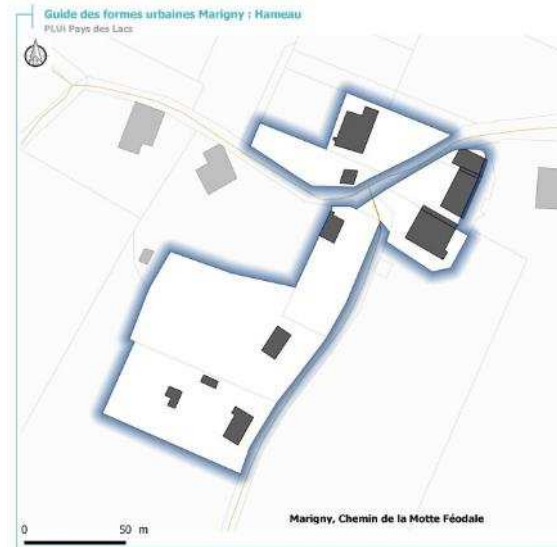 Guide des formes urbaines Marigny : Hameau
PLUi Pays des Lacs
Marigny, Chemin de la Motte Féodale
0 50 m